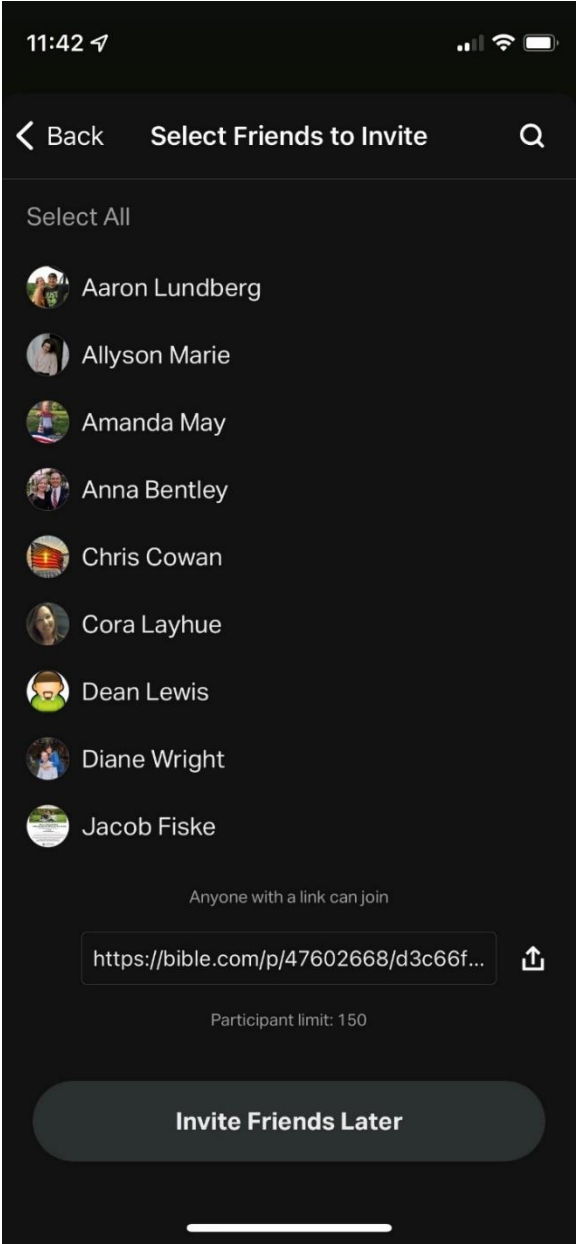 11:42
Back Select Friends to Invite
Select All
Aaron Lundberg
Allyson Marie
Amanda May
Anna Bentley
Chris Cowan
Cora Layhue
Dean Lewis
Diane Wright
Jacob Fiske
Anyone with a link can join
https://bible.com/p/47602668/d3c66f...
Participant limit: 150
Invite Friends Later